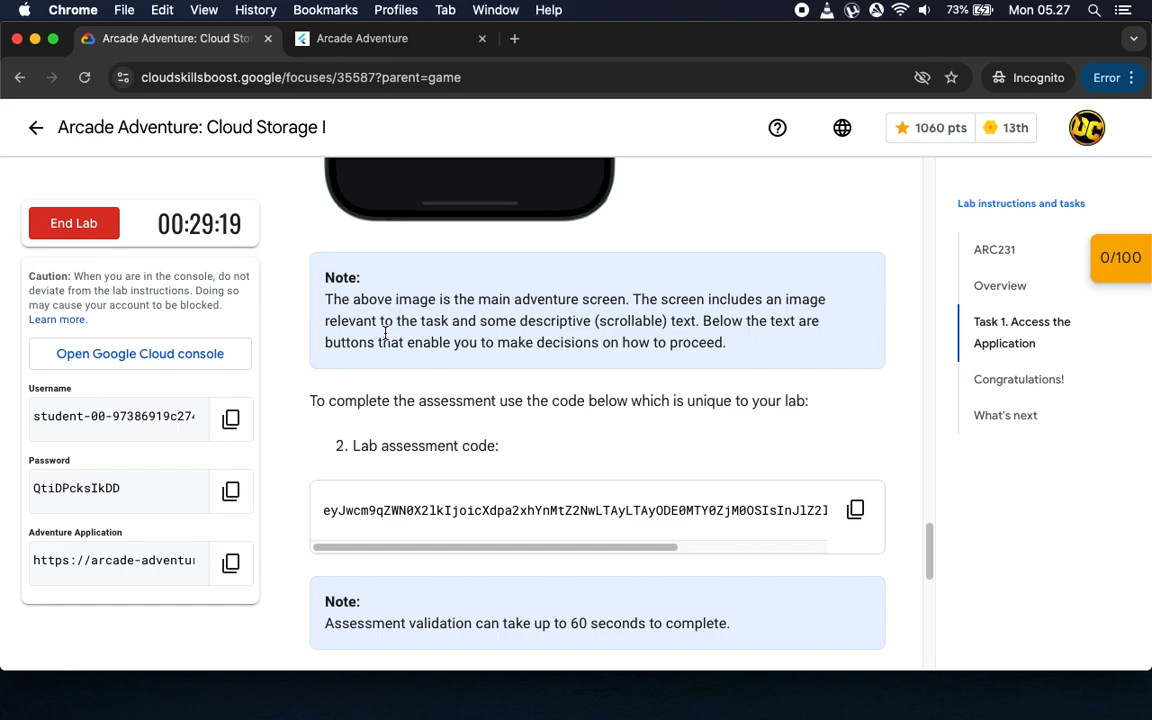 Chrome File Edit View History Bookmarks Profiles Tab Window Help 73% Mon 05.27
Arcade Adventure: Cloud Sto
Arcade Adventure
cloudskillsboost.google/focuses/35587?parent=game
Incognito
Error
Arcade Adventure: Cloud Storage I
1060 pts
13th
UC
End Lab
00:29:19
Caution: When you are in the console, do not
deviate from the lab instructions. Doing so
may cause your account to be blocked.
Learn more.
Open Google Cloud console
Username
student-00-97386919c274
Password
QtiDPcksIkDD
Adventure Application
https://arcade-adventur
Note:
The above image is the main adventure screen. The screen includes an image
relevant to the task and some descriptive (scrollable) text. Below the text are
buttons that enable you to make decisions on how to proceed.
To complete the assessment use the code below which is unique to your lab:
2. Lab assessment code:
eyJwcm9qZWN0X2lkIjoicXdpa2xhYnMtZ2NwLTAyLTAyODE0MTY0ZjM0OSIsInJlZ2l
Note:
Assessment validation can take up to 60 seconds to complete.
Lab instructions and tasks
ARC231
Overview
Task 1. Access the
Application
Congratulations!
What's next
0/100